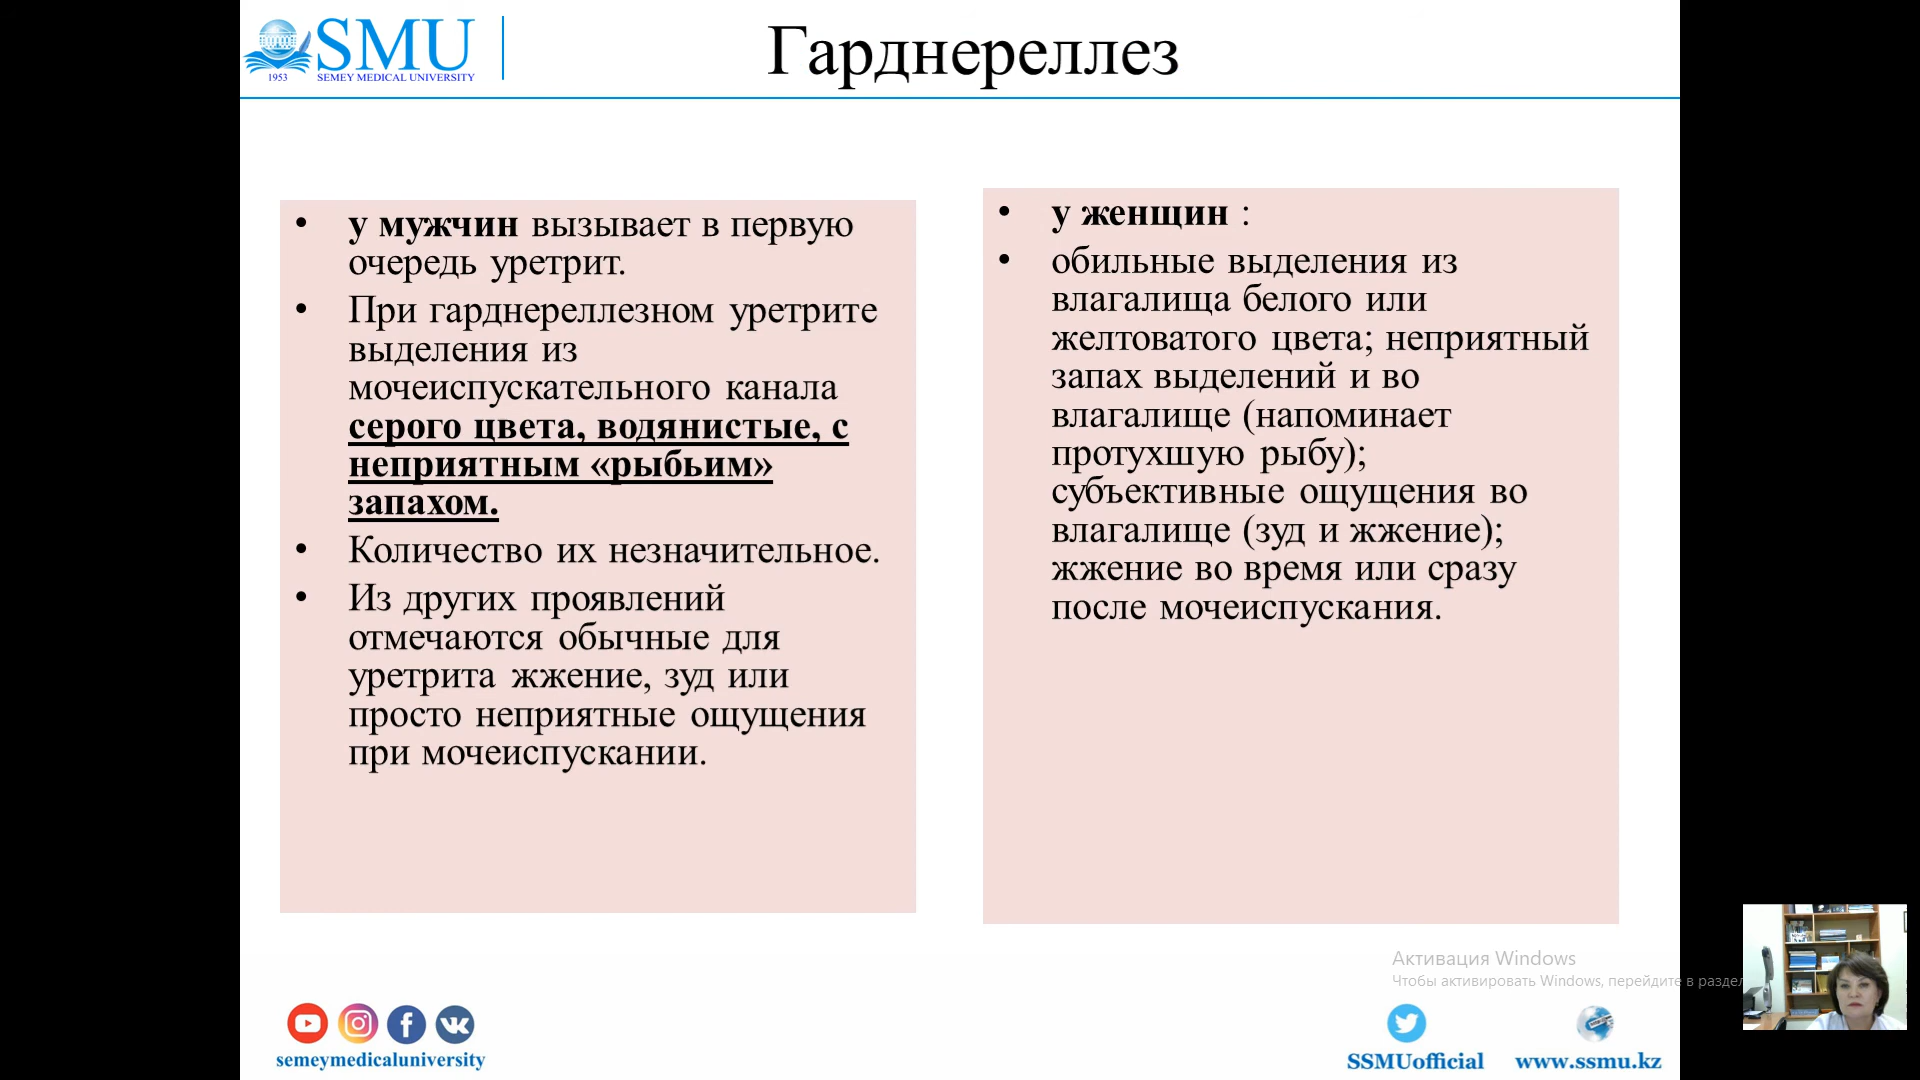 SMU
1953
SEMEY MEDICAL UNIVERSITY
Гарднереллез
• у мужчин вызывает в первую
очередь уретрит.
• При гарднереллезном уретрите
выделения из
мочеиспускательного канала
серого цвета, водянистые, с
неприятным «рыбьим»
запахом.
• Количество их незначительное.
• Из других проявлений
отмечаются обычные для
уретрита жжение, зуд или
просто неприятные ощущения
при мочеиспускании.
• у женщин :
• обильные выделения из
влагалища белого или
желтоватого цвета; неприятный
запах выделений и во
влагалище (напоминает
протухшую рыбу);
субъективные ощущения во
влагалище (зуд и жжение);
жжение во время или сразу
после мочеиспускания.
Активация Windows
Чтобы активировать Windows, перейдите в раздел
semeymedicaluniversity
SSMUofficial
www.ssmu.kz